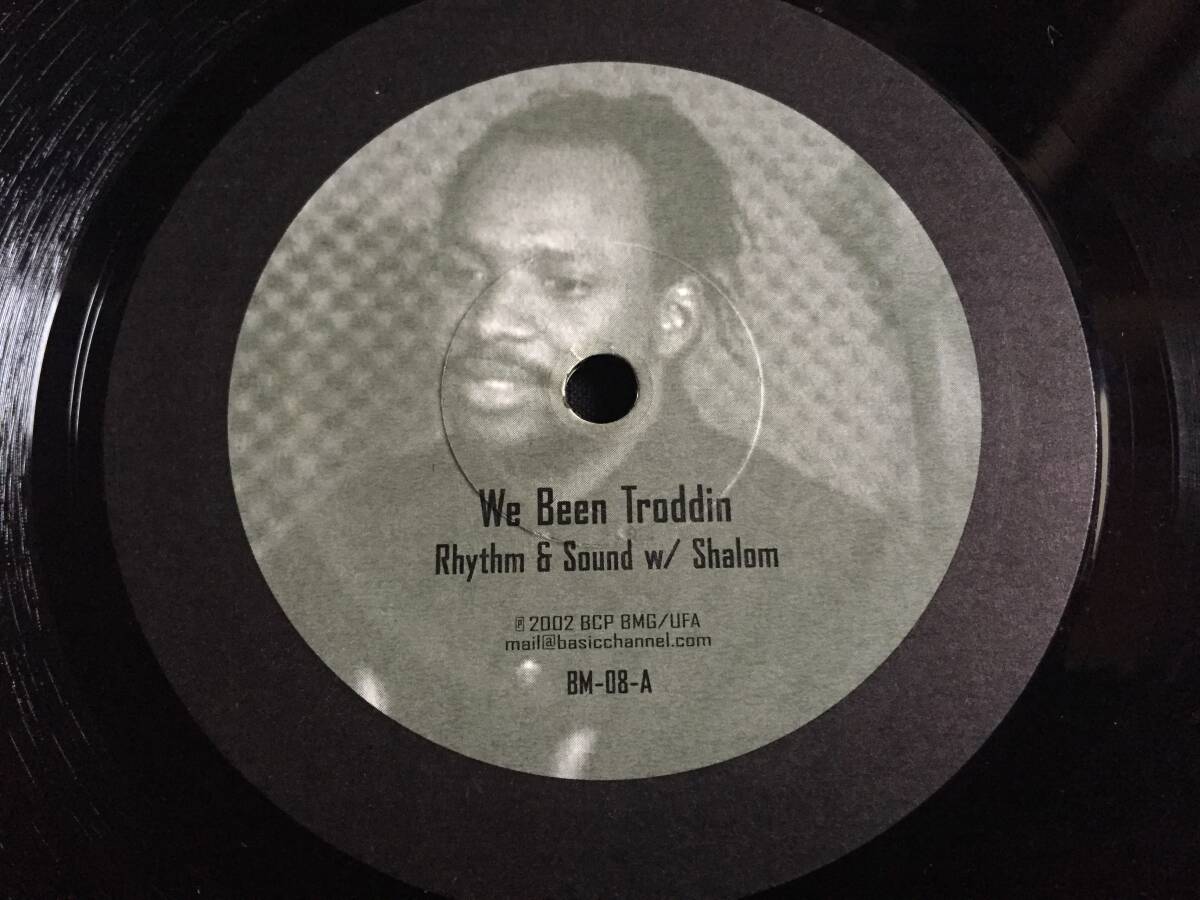 We Been Troddin
Rhythm & Sound w/ Shalom
℗ 2002 BCP BMG/UFA
mail@basicchannel.com
BM-08-A